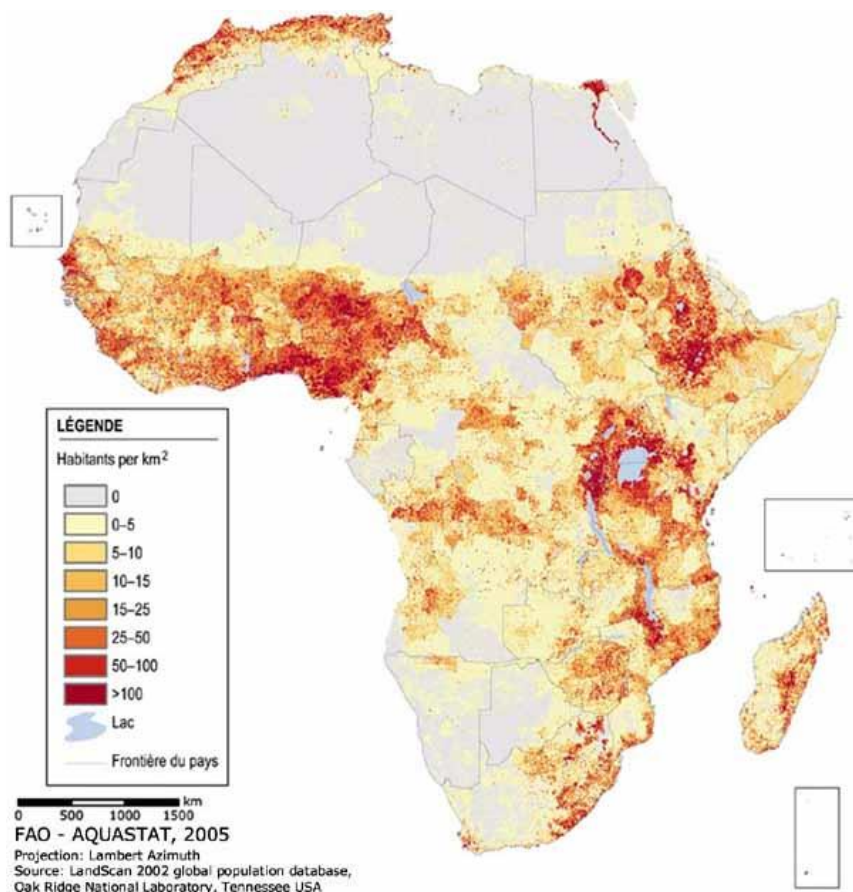 LÉGENDE
Habitants per km²
0
0–5
5–10
10–15
15–25
25–50
50–100
>100
Lac
Frontière du pays
km
0 500 1000 1500
FAO - AQUASTAT, 2005
Projection: Lambert Azimuth
Source: LandScan 2002 global population database,
Oak Ridge National Laboratory, Tennessee USA